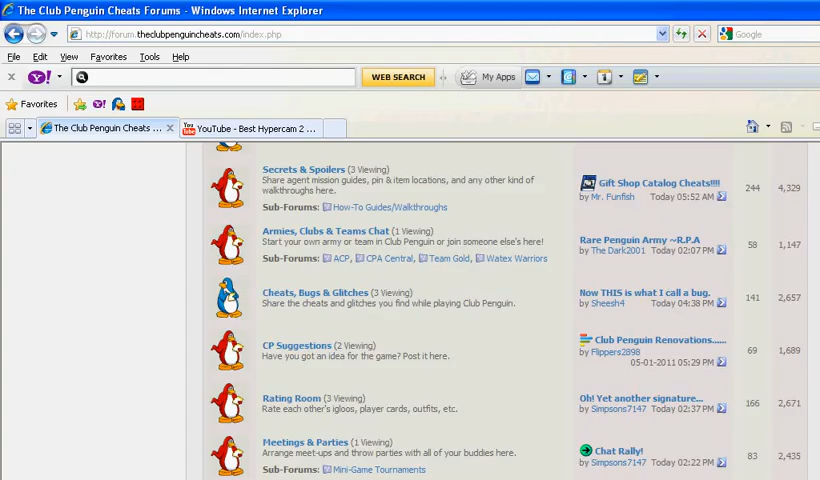 The Club Penguin Cheats Forums - Windows Internet Explorer
http://forum.theclubpenguincheats.com/index.php
Google
File Edit View Favorites Tools Help
x Y! WEB SEARCH My Apps
Favorites Y!
The Club Penguin Cheats ... x YouTube - Best Hypercam 2 ...
Secrets & Spoilers (3 Viewing)
Share agent mission guides, pin & item locations, and any other kind of
walkthroughs here.
Sub-Forums: How-To Guides/Walkthroughs
Gift Shop Catalog Cheats!!!!
by Mr. Funfish Today 05:52 AM
244 4,329
Armies, Clubs & Teams Chat (1 Viewing)
Start your own army or team in Club Penguin or join someone else's here!
Sub-Forums: ACP, CPA Central, Team Gold, Watex Warriors
Rare Penguin Army ~R.P.A
by The Dark2001 Today 02:07 PM
58 1,147
Cheats, Bugs & Glitches (3 Viewing)
Share the cheats and glitches you find while playing Club Penguin.
Now THIS is what I call a bug.
by Sheesh4 Today 04:38 PM
141 2,657
CP Suggestions (2 Viewing)
Have you got an idea for the game? Post it here.
Club Penguin Renovations......
by Flippers2898
05-01-2011 05:29 PM
69 1,689
Rating Room (3 Viewing)
Rate each other's igloos, player cards, outfits, etc.
Oh! Yet another signature...
by Simpsons7147 Today 02:37 PM
166 2,671
Meetings & Parties (1 Viewing)
Arrange meet-ups and throw parties with all of your buddies here.
Sub-Forums: Mini-Game Tournaments
Chat Rally!
by Simpsons7147 Today 02:22 PM
83 2,435